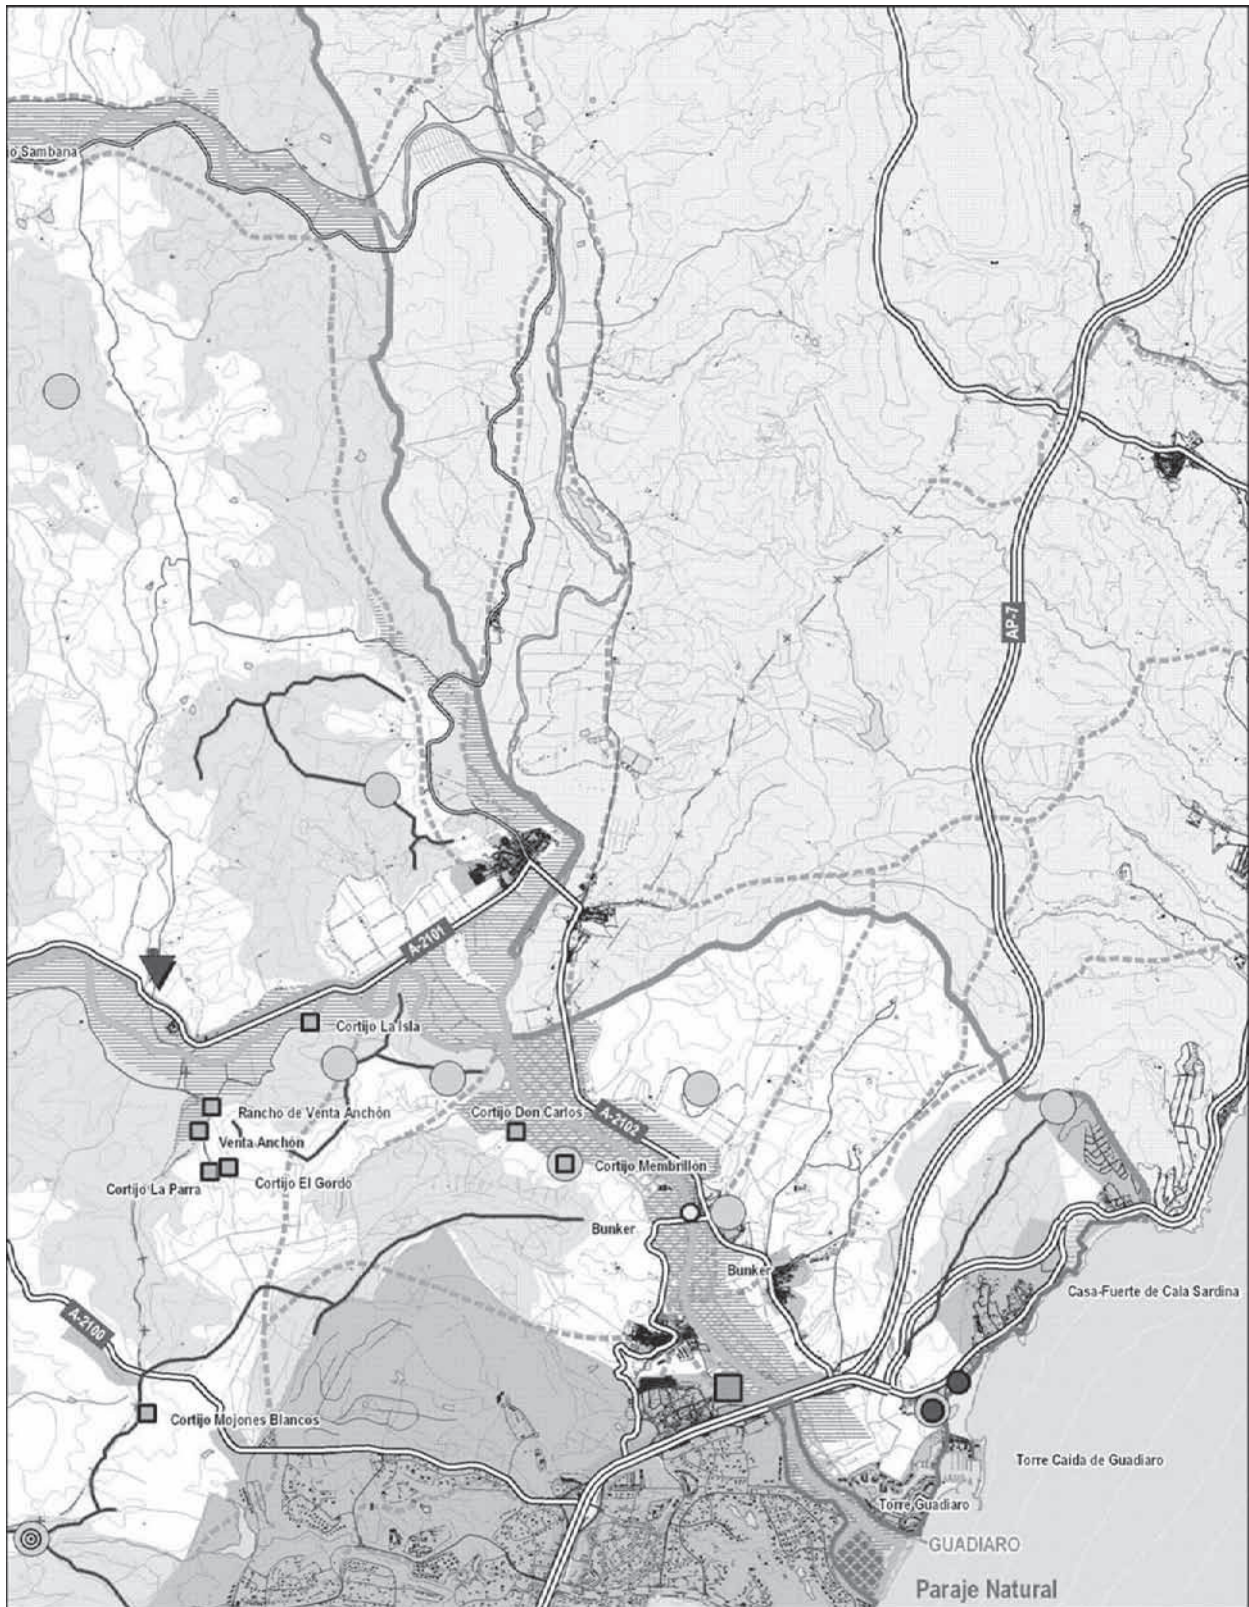 o Sambana
AP-7
A-2101
Cortijo La Isla
Rancho de Venta Anchón
Cortijo Don Carlos
A-2102
Venta Anchón
Cortijo Membrillón
Cortijo La Parra
Cortijo El Gordo
Bunker
Bunker
Casa-Fuerte de Cala Sardina
A-2100
Cortijo Mojones Blancos
Torre Caida de Guadiaro
Torre Guadiaro
GUADIARO
Paraje Natural